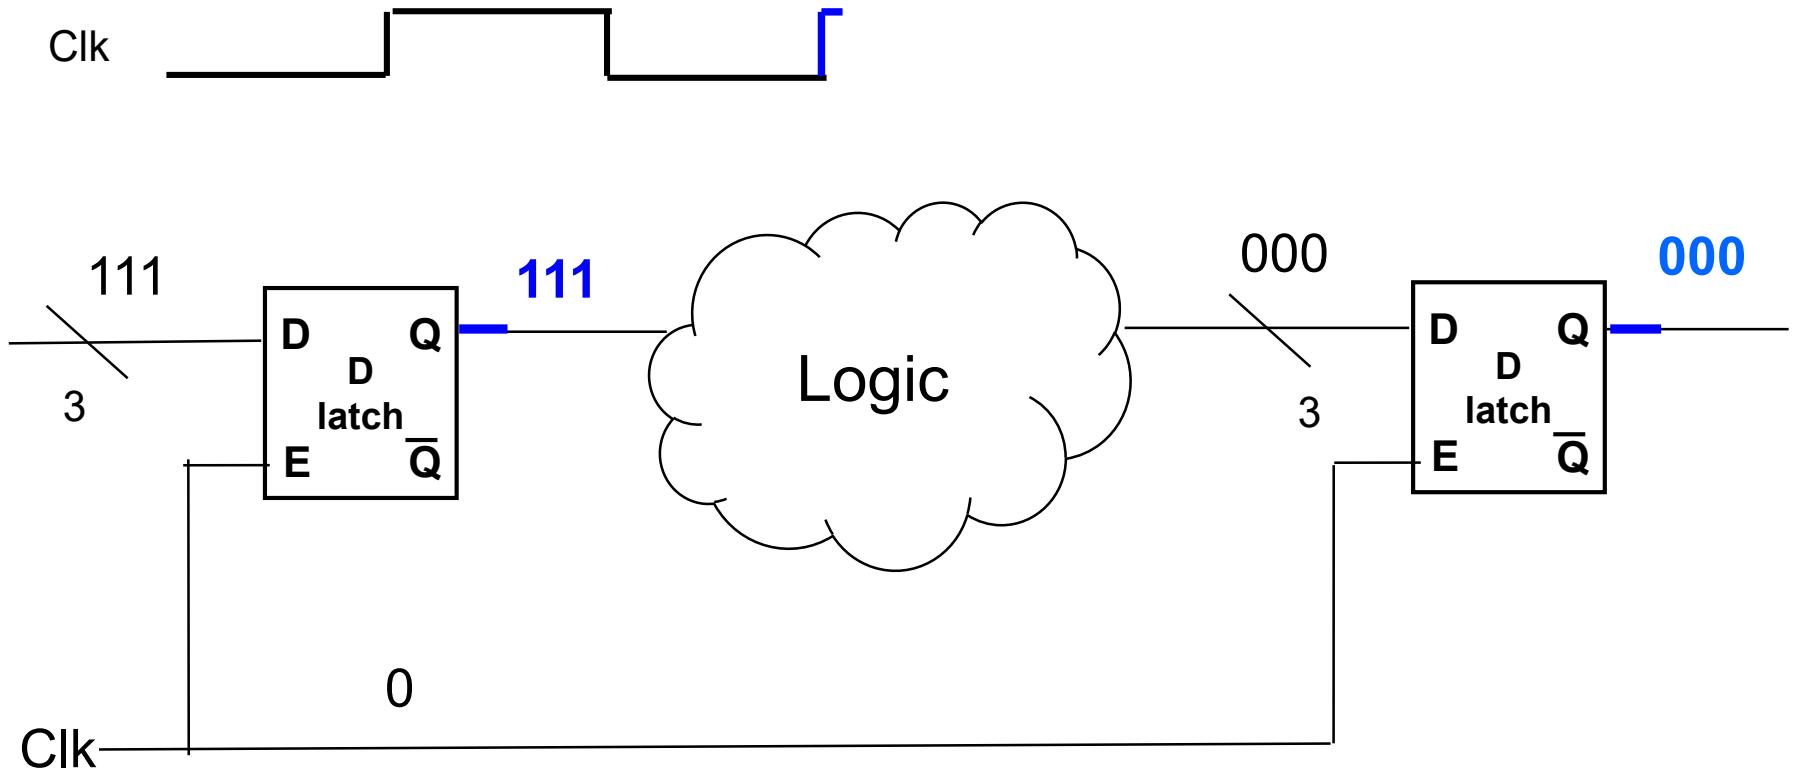 Clk
111
3
D Q
D
latch
E Q̅
111
Logic
000
3
D Q
D
latch
E Q̅
000
0
Clk